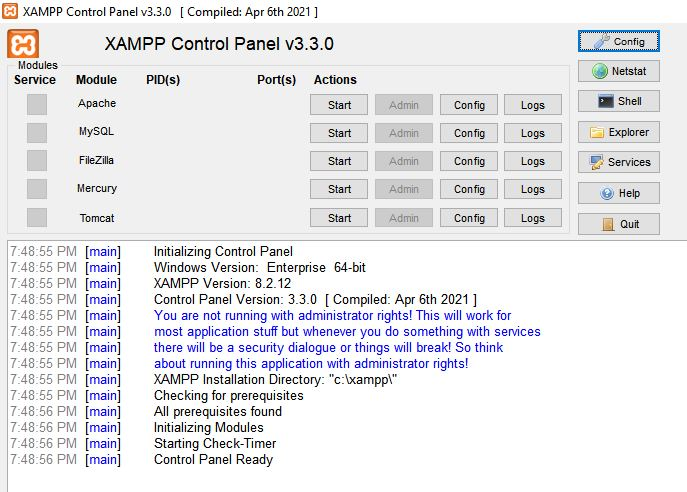 XAMPP Control Panel v3.3.0 [ Compiled: Apr 6th 2021 ]
XAMPP Control Panel v3.3.0
Config
Modules
Service Module PID(s) Port(s) Actions
Netstat
Apache Start Admin Config Logs
Shell
MySQL Start Admin Config Logs
Explorer
FileZilla Start Admin Config Logs
Services
Mercury Start Admin Config Logs
Help
Tomcat Start Admin Config Logs
Quit
7:48:55 PM [main] Initializing Control Panel
7:48:55 PM [main] Windows Version: Enterprise 64-bit
7:48:55 PM [main] XAMPP Version: 8.2.12
7:48:55 PM [main] Control Panel Version: 3.3.0 [ Compiled: Apr 6th 2021 ]
7:48:55 PM [main] You are not running with administrator rights! This will work for
7:48:55 PM [main] most application stuff but whenever you do something with services
7:48:55 PM [main] there will be a security dialogue or things will break! So think
7:48:55 PM [main] about running this application with administrator rights!
7:48:55 PM [main] XAMPP Installation Directory: "c:\xampp\"
7:48:55 PM [main] Checking for prerequisites
7:48:56 PM [main] All prerequisites found
7:48:56 PM [main] Initializing Modules
7:48:56 PM [main] Starting Check-Timer
7:48:56 PM [main] Control Panel Ready